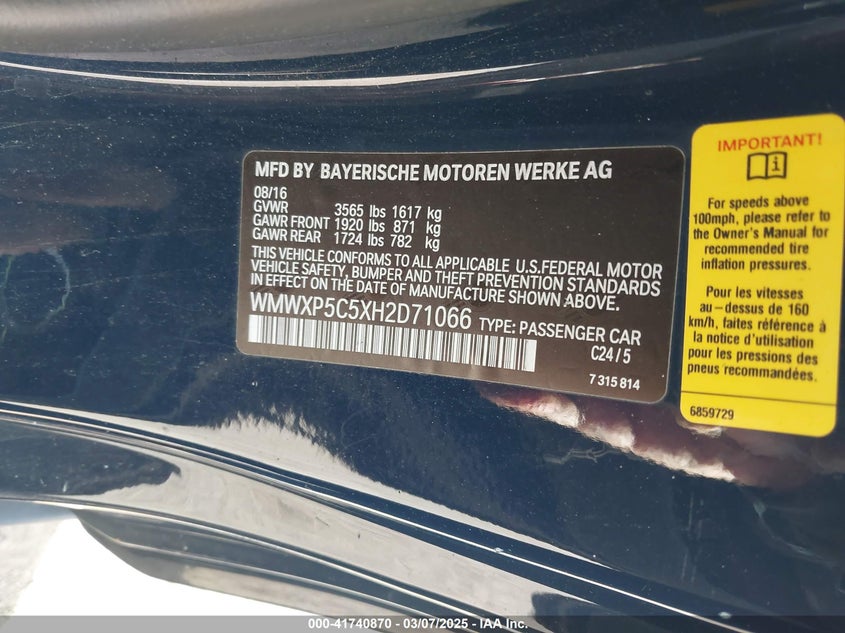 MFD BY BAYERISCHE MOTOREN WERKE AG
08/16
GVWR 3565 lbs 1617 kg
GAWR FRONT 1920 lbs 871 kg
GAWR REAR 1724 lbs 782 kg
THIS VEHICLE CONFORMS TO ALL APPLICABLE U.S.FEDERAL MOTOR
VEHICLE SAFETY, BUMPER AND THEFT PREVENTION STANDARDS
IN EFFECT ON THE DATE OF MANUFACTURE SHOWN ABOVE.
WMWXP5C5XH2D71066 TYPE: PASSENGER CAR
C24/5
7 315 814
IMPORTANT!
For speeds above
100mph, please refer to
the Owner's Manual for
recommended tire
inflation pressures.
Pour les vitesses
au-dessus de 160
km/h, faites référence à
la notice d'utilisation
pour les pressions des
pneus recommandées.
6859729
000-41740870 - 03/07/2025 - IAA, Inc.